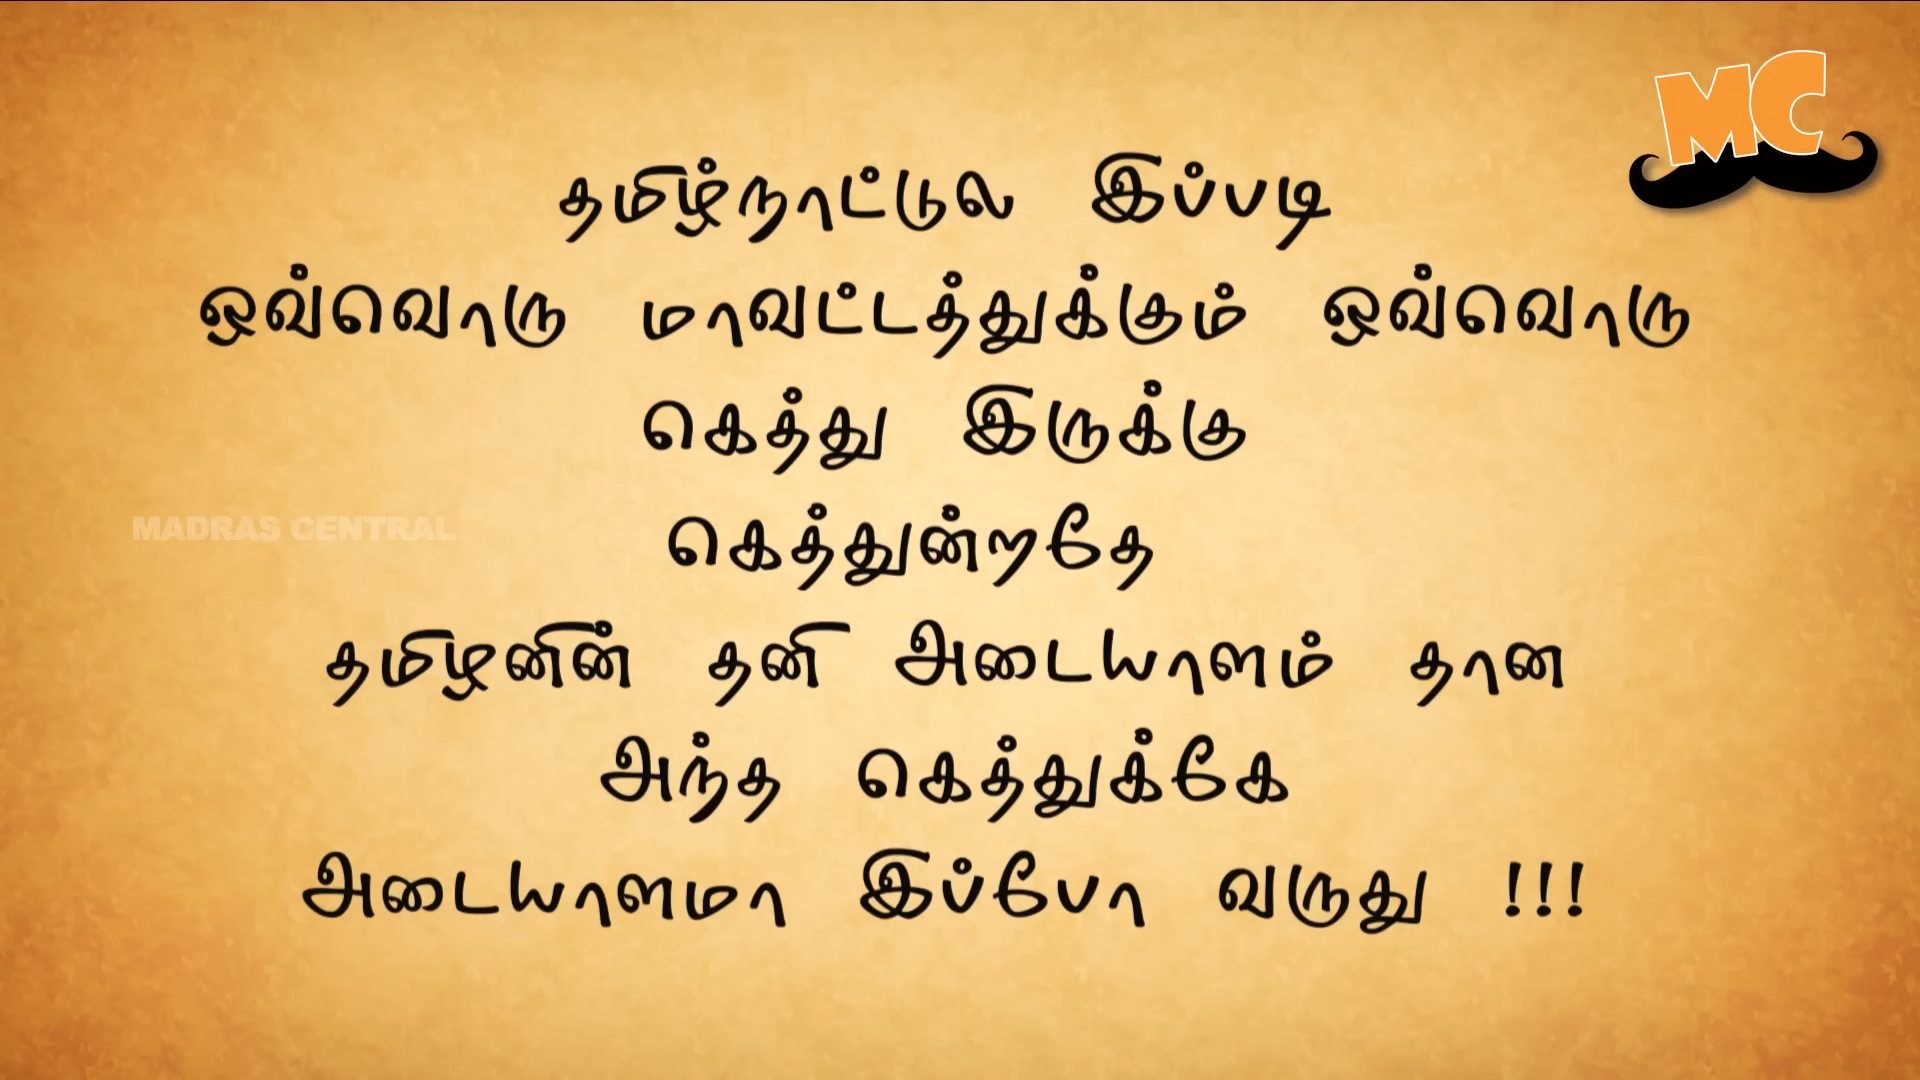 MC
தமிழ்நாட்டுல இப்படி
ஒவ்வொரு மாவட்டத்துக்கும் ஒவ்வொரு
கெத்து இருக்கு
MADRAS CENTRAL
கெத்துன்றதே
தமிழனின் தனி அடையாளம் தான
அந்த கெத்துக்கே
அடையாளமா இப்போ வருது !!!